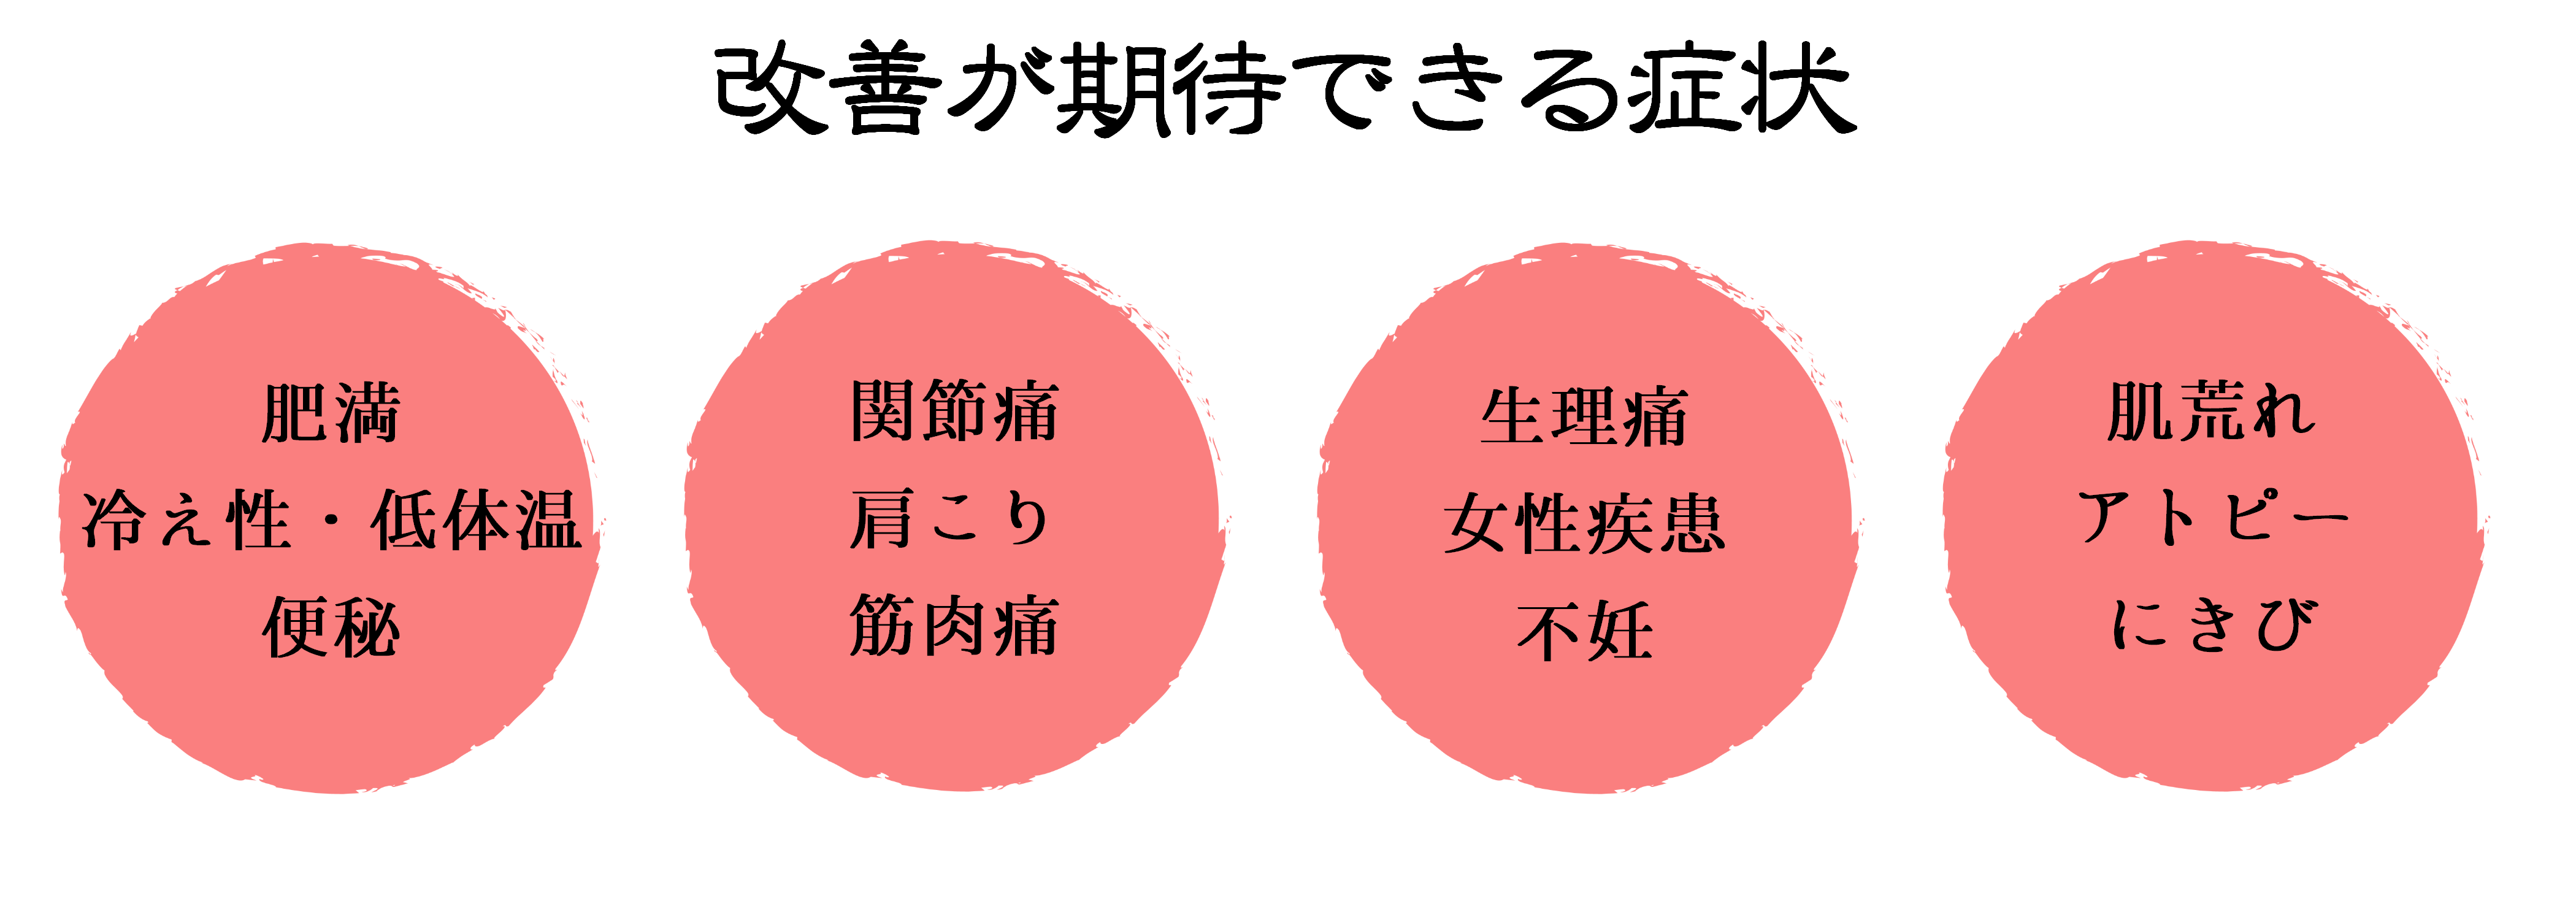 改善が期待できる症状
肥満
冷え性・低体温
便秘
関節痛
肩こり
筋肉痛
生理痛
女性疾患
不妊
肌荒れ
アトピー
にきび